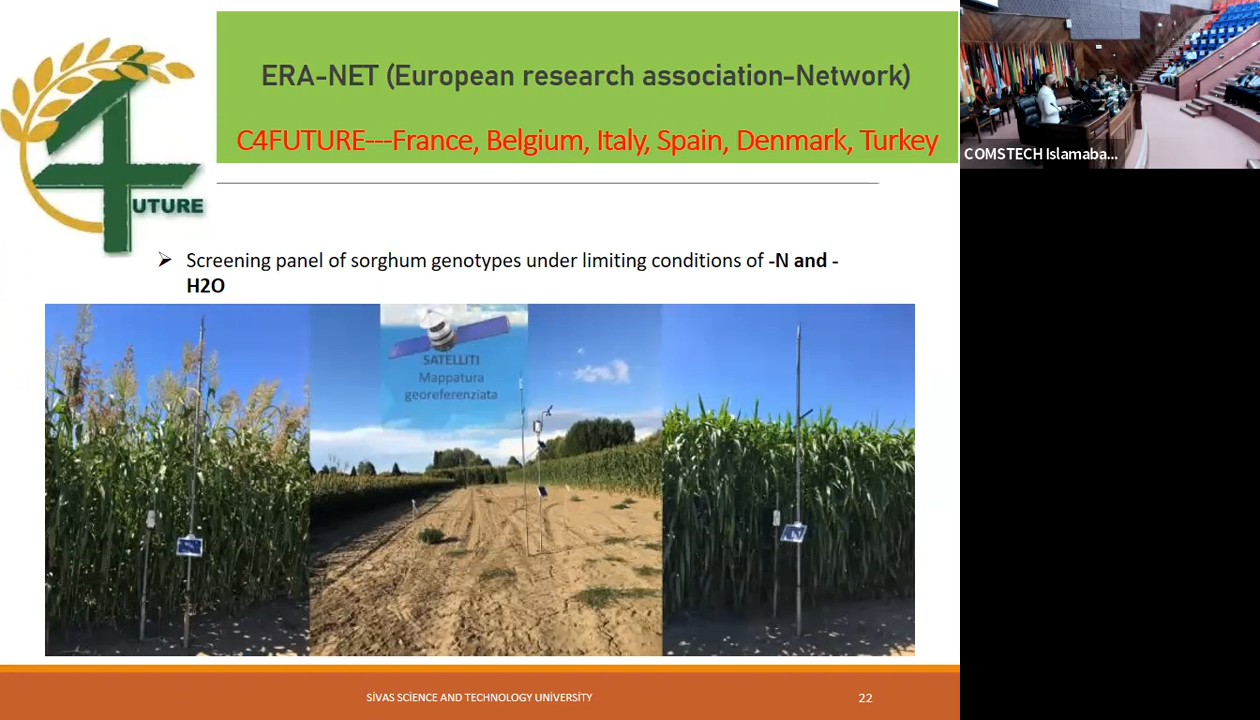 ERA-NET (European research association-Network)
C4FUTURE---France, Belgium, Italy, Spain, Denmark, Turkey
4
UTURE
Screening panel of sorghum genotypes under limiting conditions of -N and -
H2O
SATELLITI
Mappatura
georeferenziata
SİVAS SCİENCE AND TECHNOLOGY UNİVERSİTY
22
COMSTECH Islamaba...